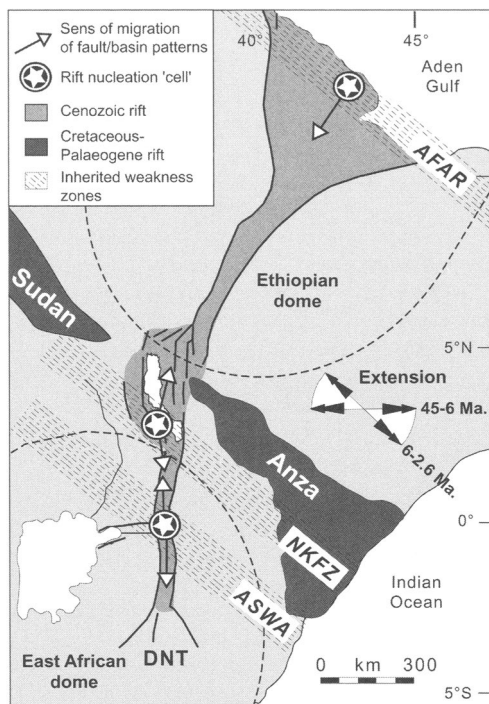 Sens of migration
of fault/basin patterns
Rift nucleation 'cell'
Cenozoic rift
Cretaceous-
Palaeogene rift
Inherited weakness
zones
40°
45°
Aden
Gulf
AFAR
Sudan
Ethiopian
dome
5°N
Extension
45-6 Ma.
6-2.6 Ma.
Anza
0°
NKFZ
ASWA
Indian
Ocean
East African
dome
DNT
0 km 300
5°S